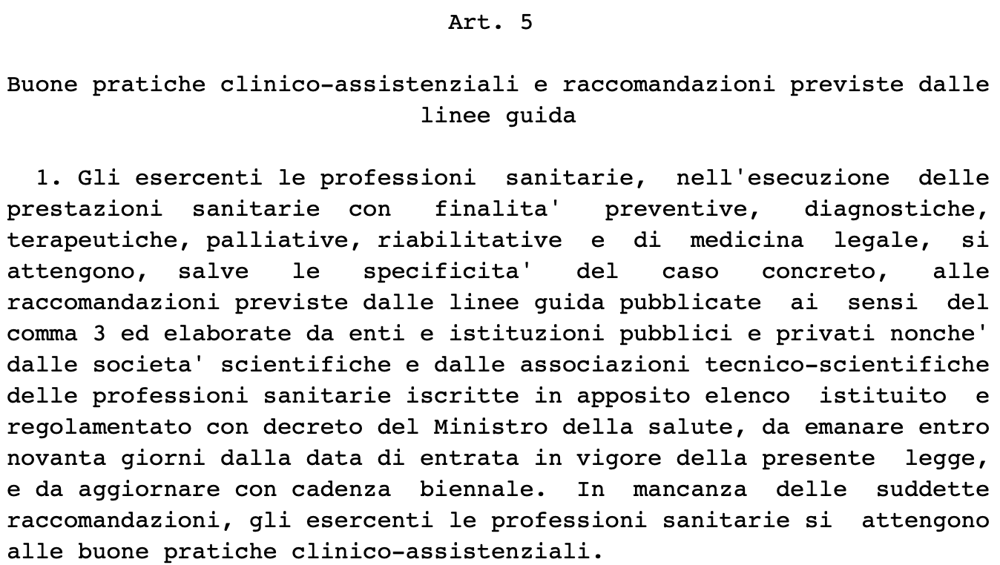 Art. 5
Buone pratiche clinico-assistenziali e raccomandazioni previste dalle
linee guida
1. Gli esercenti le professioni sanitarie, nell'esecuzione delle
prestazioni sanitarie con finalita' preventive, diagnostiche,
terapeutiche, palliative, riabilitative e di medicina legale, si
attengono, salve le specificita' del caso concreto, alle
raccomandazioni previste dalle linee guida pubblicate ai sensi del
comma 3 ed elaborate da enti e istituzioni pubblici e privati nonche'
dalle societa' scientifiche e dalle associazioni tecnico-scientifiche
delle professioni sanitarie iscritte in apposito elenco istituito e
regolamentato con decreto del Ministro della salute, da emanare entro
novanta giorni dalla data di entrata in vigore della presente legge,
e da aggiornare con cadenza biennale. In mancanza delle suddette
raccomandazioni, gli esercenti le professioni sanitarie si attengono
alle buone pratiche clinico-assistenziali.